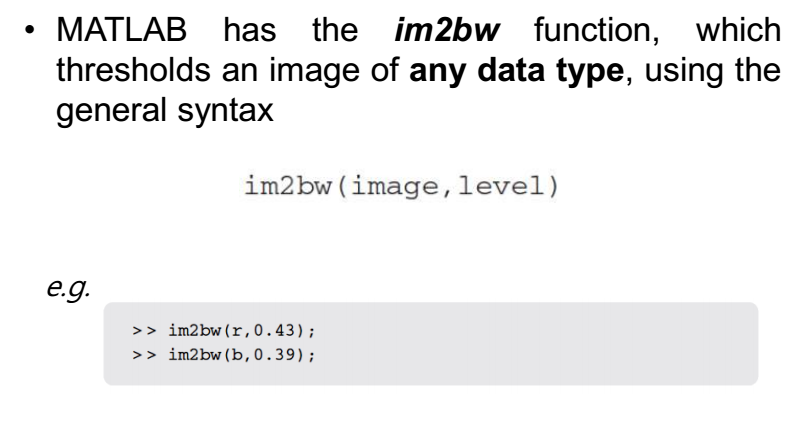 • MATLAB has the im2bw function, which
thresholds an image of any data type, using the
general syntax
im2bw(image,level)
e.g.
>> im2bw(r,0.43);
>> im2bw(b,0.39);